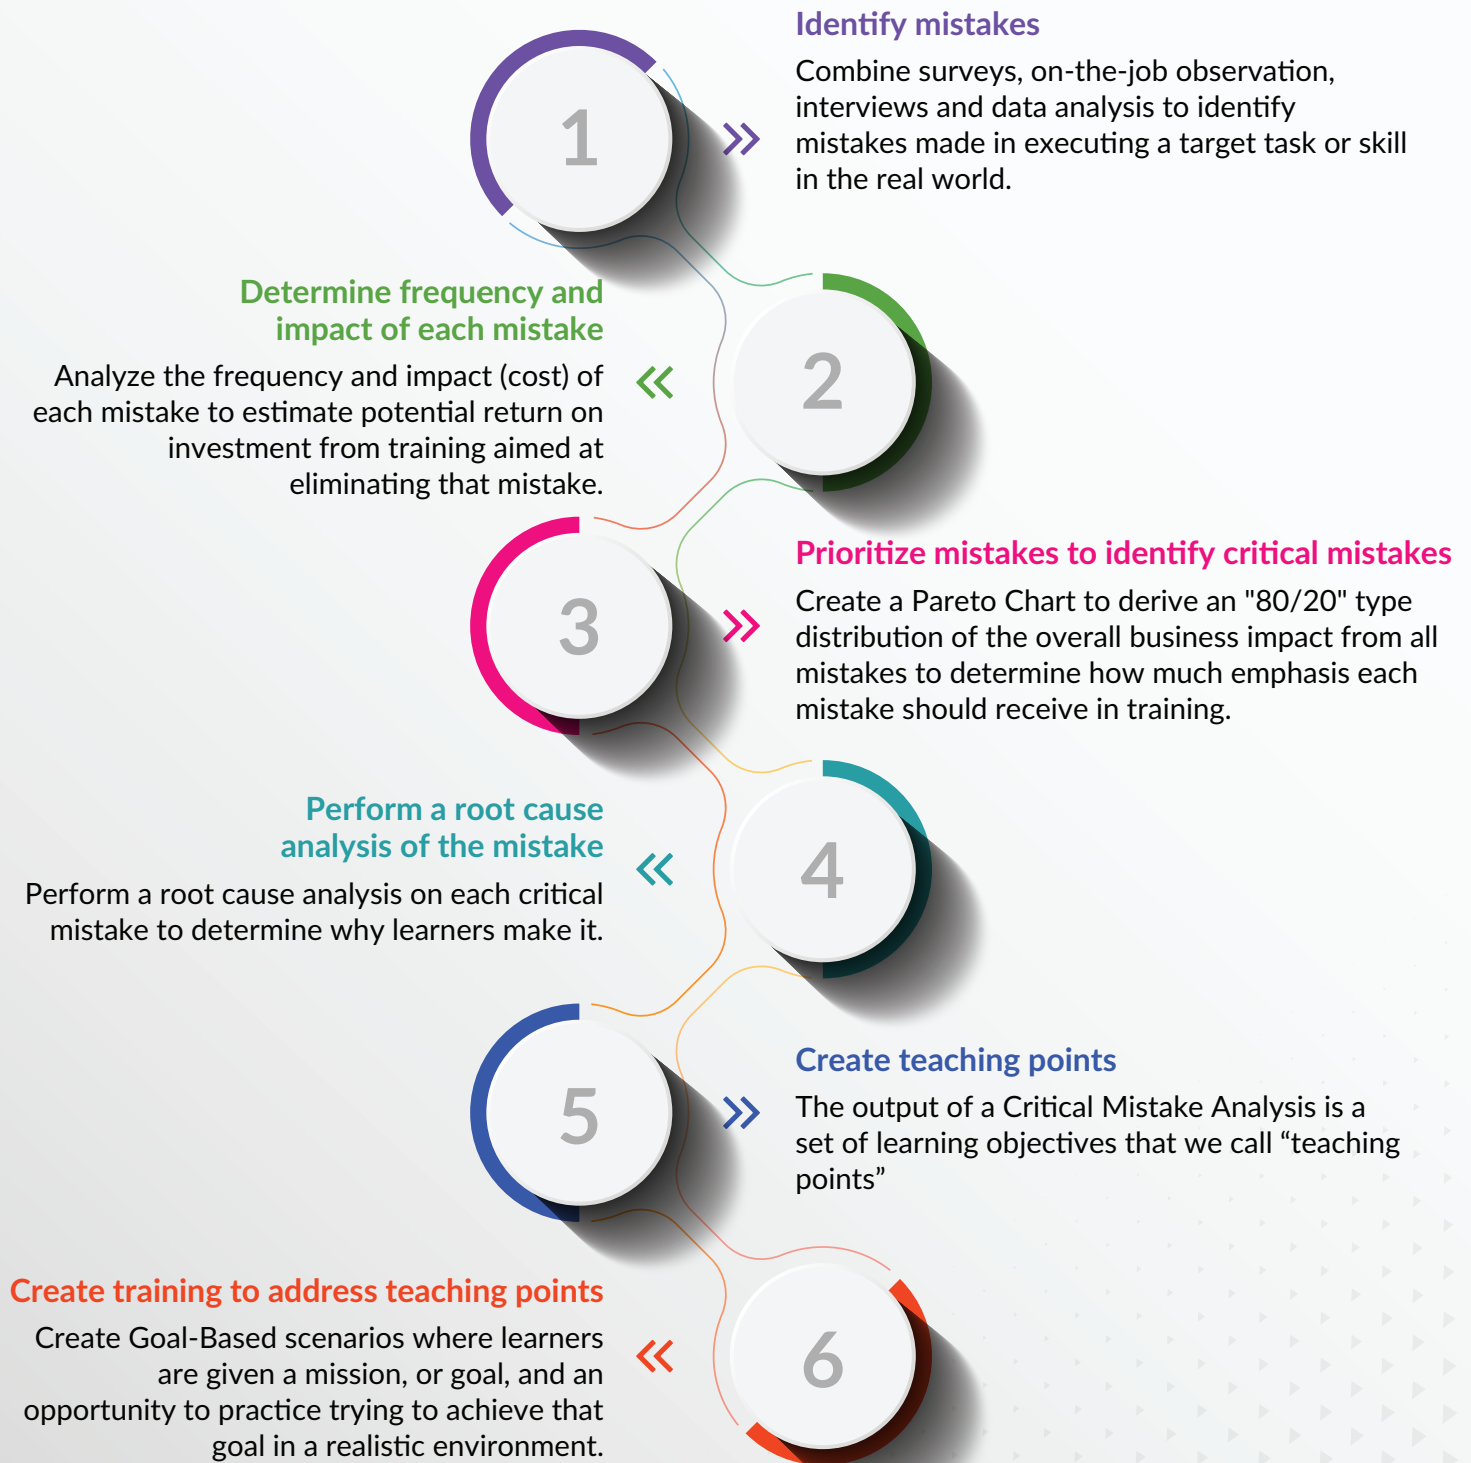 1
Identify mistakes
Combine surveys, on-the-job observation,
interviews and data analysis to identify
mistakes made in executing a target task or skill
in the real world.
2
Determine frequency and
impact of each mistake
Analyze the frequency and impact (cost) of
each mistake to estimate potential return on
investment from training aimed at
eliminating that mistake.
3
Prioritize mistakes to identify critical mistakes
Create a Pareto Chart to derive an "80/20" type
distribution of the overall business impact from all
mistakes to determine how much emphasis each
mistake should receive in training.
4
Perform a root cause
analysis of the mistake
Perform a root cause analysis on each critical
mistake to determine why learners make it.
5
Create teaching points
The output of a Critical Mistake Analysis is a
set of learning objectives that we call “teaching
points”
6
Create training to address teaching points
Create Goal-Based scenarios where learners
are given a mission, or goal, and an
opportunity to practice trying to achieve that
goal in a realistic environment.